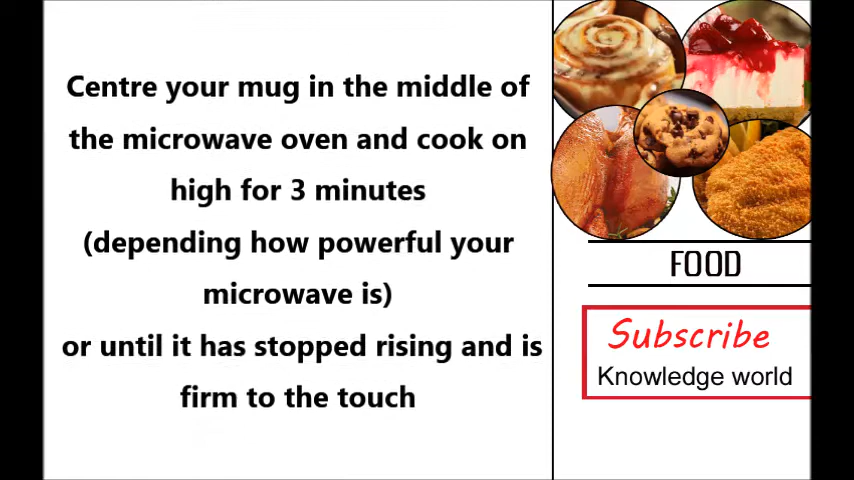 Centre your mug in the middle of
the microwave oven and cook on
high for 3 minutes
(depending how powerful your
microwave is)
or until it has stopped rising and is
firm to the touch
FOOD
Subscribe
Knowledge world